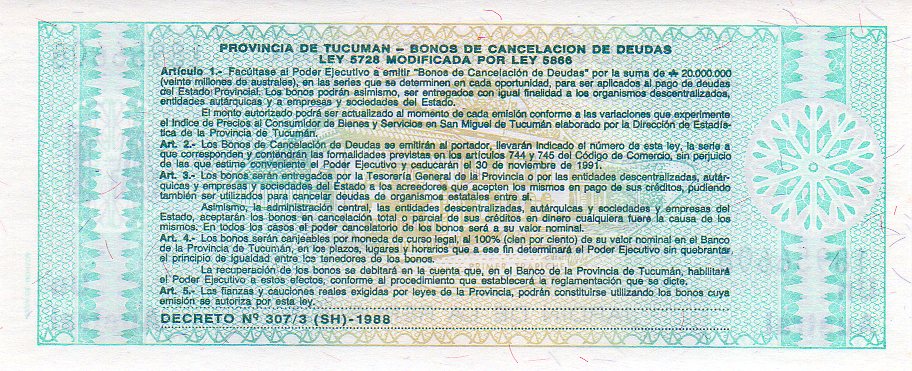 PROVINCIA DE TUCUMAN – BONOS DE CANCELACION DE DEUDAS
LEY 5728 MODIFICADA POR LEY 5866
Artículo 1.- Facúltase al Poder Ejecutivo a emitir "Bonos de Cancelación de Deudas" por la suma de ₳ 20.000.000
(veinte millones de australes), en las series que se determinen en cada oportunidad, para ser aplicados al pago de deudas
del Estado Provincial. Los bonos podrán asimismo, ser entregados con igual finalidad a los organismos descentralizados,
entidades autárquicas y a empresas y sociedades del Estado.
El monto autorizado podrá ser actualizado al momento de cada emisión conforme a las variaciones que experimente
el Indice de Precios al Consumidor de Bienes y Servicios en San Miguel de Tucumán elaborado por la Dirección de Estadís-
tica de la Provincia de Tucumán.
Art. 2.- Los Bonos de Cancelación de Deudas se emitirán al portador, llevarán indicado el número de esta ley, la serie a
que corresponden y contendrán las formalidades previstas en los artículos 744 y 745 del Código de Comercio, sin perjuicio
de las que estime conveniente el Poder Ejecutivo y caducarán el 30 de noviembre de 1991.
Art. 3.- Los bonos serán entregados por la Tesorería General de la Provincia o por las entidades descentralizadas, autár-
quicas y empresas y sociedades del Estado a los acreedores que acepten los mismos en pago de sus créditos, pudiendo
también ser utilizados para cancelar deudas de organismos estatales entre sí.
Asimismo, la administración central, las entidades descentralizadas, autárquicas y sociedades y empresas del
Estado, aceptarán los bonos en cancelación total o parcial de sus créditos en dinero cualquiera fuere la causa de los
mismos. En todos los casos el poder cancelatorio de los bonos será a su valor nominal.
Art. 4.- Los bonos serán canjeables por moneda de curso legal, al 100% (cien por ciento) de su valor nominal en el Banco
de la Provincia de Tucumán, en los plazos, lugares y horarios que a ese fin determinará el Poder Ejecutivo sin quebrantar
el principio de igualdad entre los tenedores de los bonos.
La recuperación de los bonos se debitará en la cuenta que, en el Banco de la Provincia de Tucumán, habilitará
el Poder Ejecutivo a estos efectos, conforme al procedimiento que establecerá la reglamentación que se dicte.
Art. 5.- Las fianzas y cauciones reales exigidas por leyes de la Provincia, podrán constituirse utilizando los bonos cuya
emisión se autoriza por esta ley.
DECRETO Nº 307/3 (SH)-1988